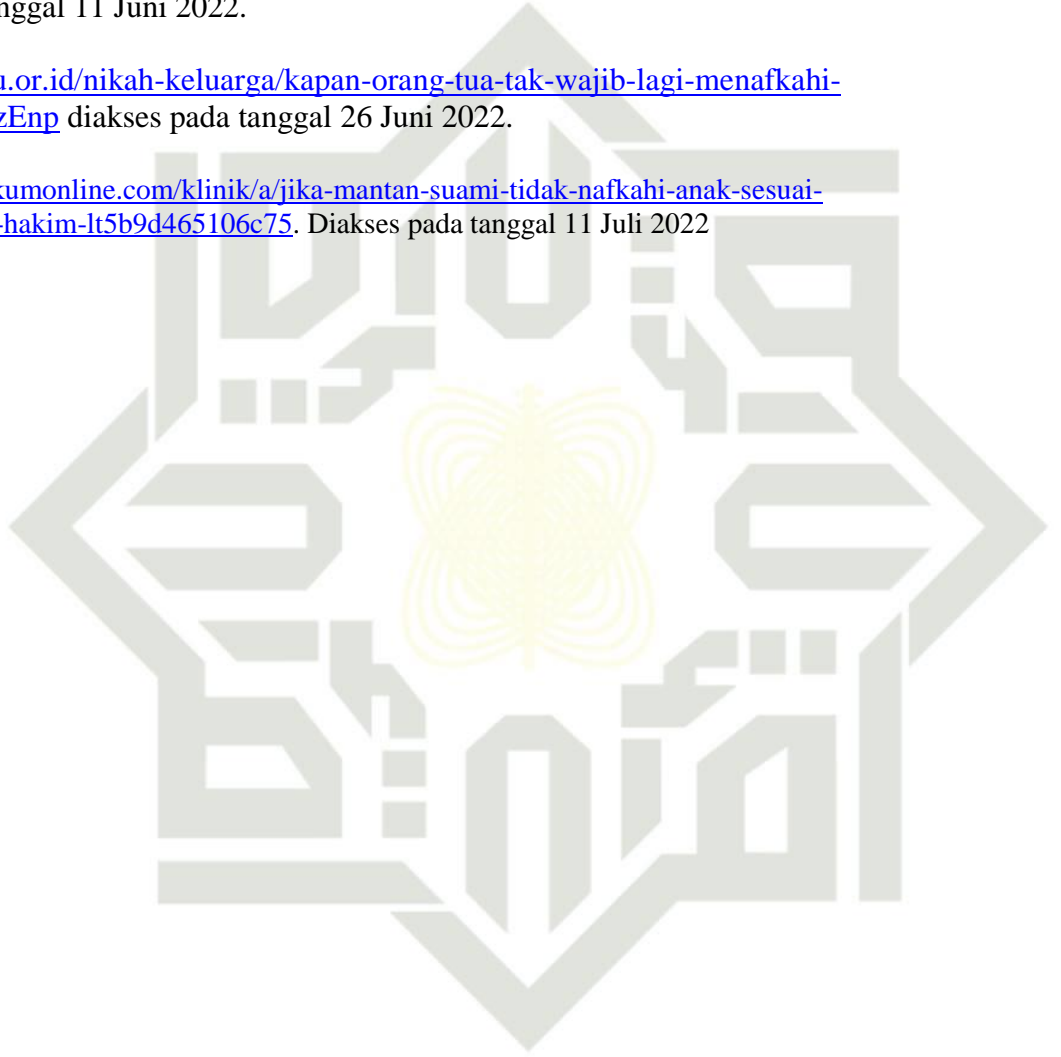 nggal 11 Juni 2022.
u.or.id/nikah-keluarga/kapan-orang-tua-tak-wajib-lagi-menafkahi-
zEnp diakses pada tanggal 26 Juni 2022.
kumonline.com/klinik/a/jika-mantan-suami-tidak-nafkahi-anak-sesuai-
-hakim-lt5b9d465106c75. Diakses pada tanggal 11 Juli 2022